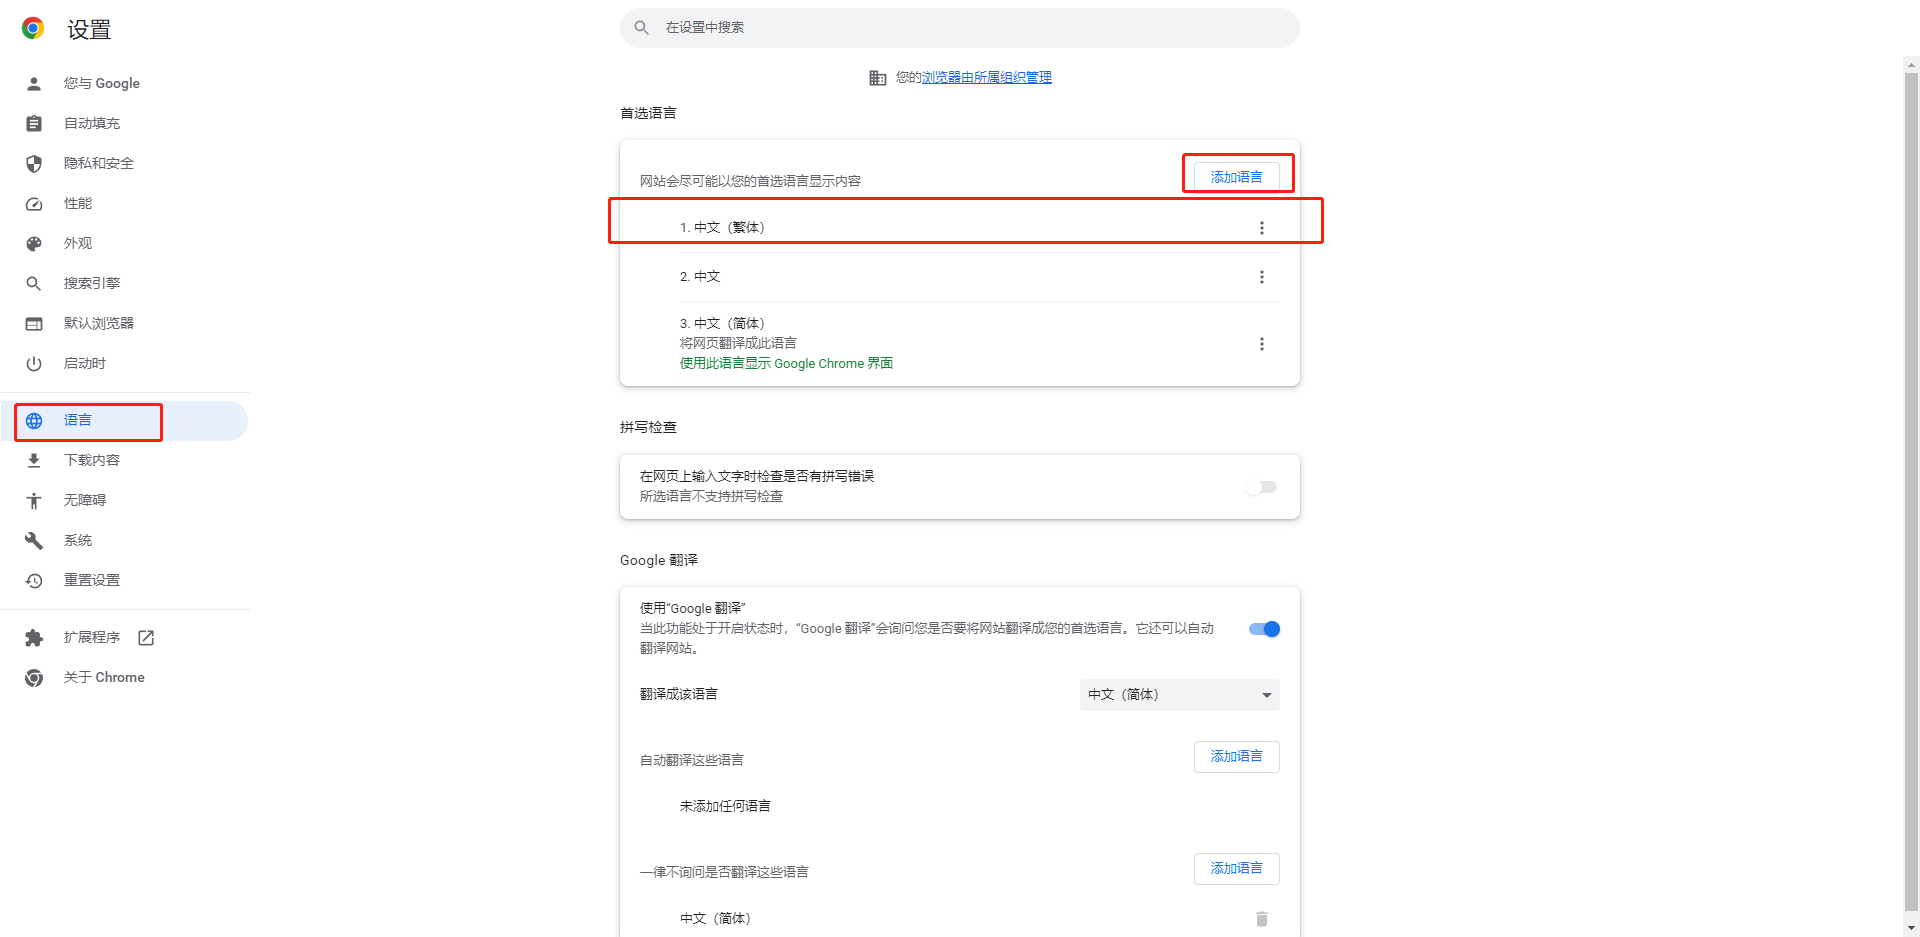 设置
在设置中搜索
您与 Google
自动填充
隐私和安全
性能
外观
搜索引擎
默认浏览器
启动时
语言
下载内容
无障碍
系统
重置设置
扩展程序
关于 Chrome
您的浏览器由所属组织管理
首选语言
网站会尽可能以您的首选语言显示内容
添加语言
1. 中文（繁体）
2. 中文
3. 中文（简体）
将网页翻译成此语言
使用此语言显示 Google Chrome 界面
拼写检查
在网页上输入文字时检查是否有拼写错误
所选语言不支持拼写检查
Google 翻译
使用“Google 翻译”
当此功能处于开启状态时，“Google 翻译”会询问您是否要将网站翻译成您的首选语言。它还可以自动
翻译网站。
翻译成该语言
中文（简体）
自动翻译这些语言
添加语言
未添加任何语言
一律不询问是否翻译这些语言
添加语言
中文（简体）